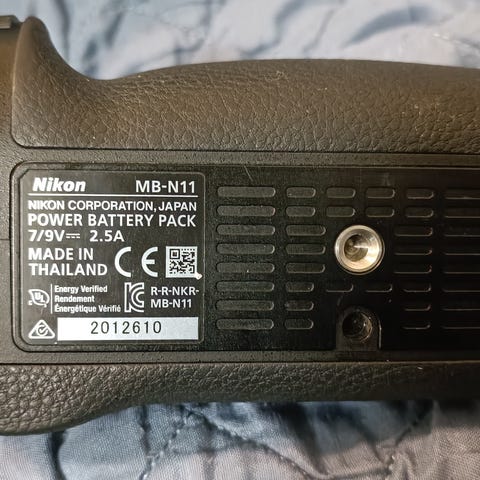 Nikon MB-N11
NIKON CORPORATION, JAPAN
POWER BATTERY PACK
7/9V⎓ 2.5A
MADE IN
THAILAND CE
Energy Verified
Rendement
Énergétique Vérifié
R-R-NKR-
MB-N11
2012610